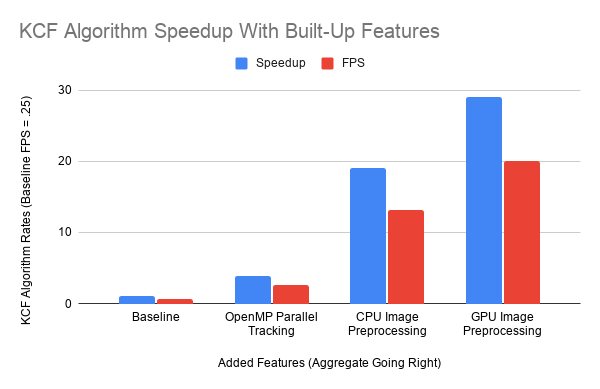 KCF Algorithm Speedup With Built-Up Features
Speedup FPS
KCF Algorithm Rates (Baseline FPS = .25)
30
20
10
0
Baseline
OpenMP Parallel
Tracking
CPU Image
Preprocessing
GPU Image
Preprocessing
Added Features (Aggregate Going Right)